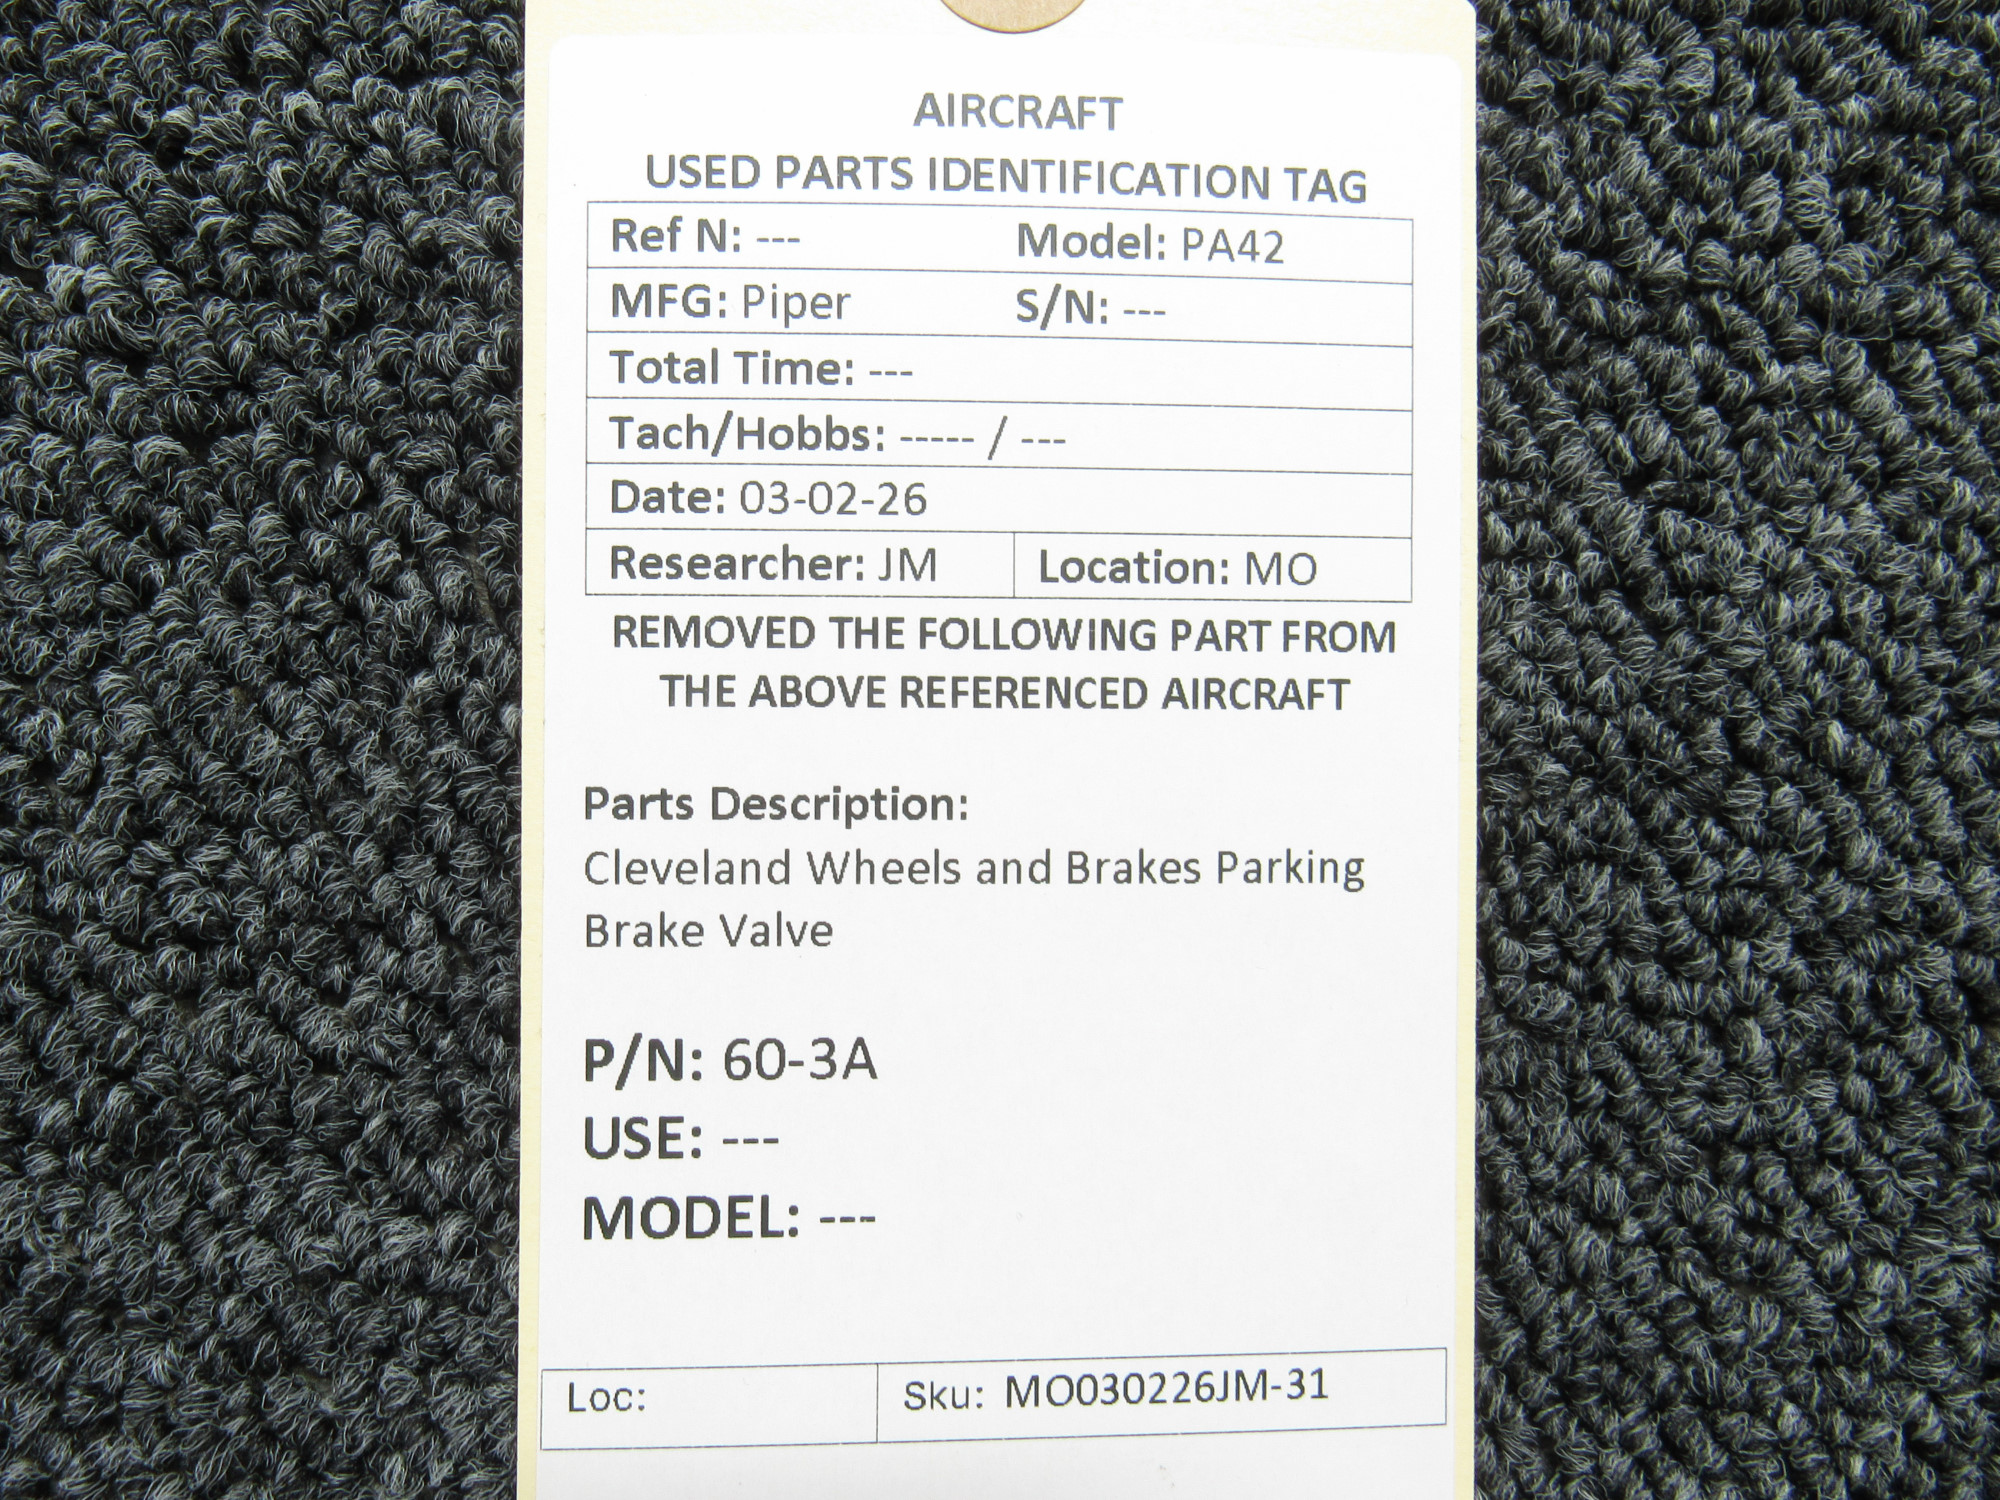 AIRCRAFT
USED PARTS IDENTIFICATION TAG
Ref N: --- Model: PA42
MFG: Piper S/N: ---
Total Time: ---
Tach/Hobbs: ----- / ---
Date: 03-02-26
Researcher: JM Location: MO
REMOVED THE FOLLOWING PART FROM
THE ABOVE REFERENCED AIRCRAFT
Parts Description:
Cleveland Wheels and Brakes Parking
Brake Valve
P/N: 60-3A
USE: ---
MODEL: ---
Loc: Sku: MO030226JM-31